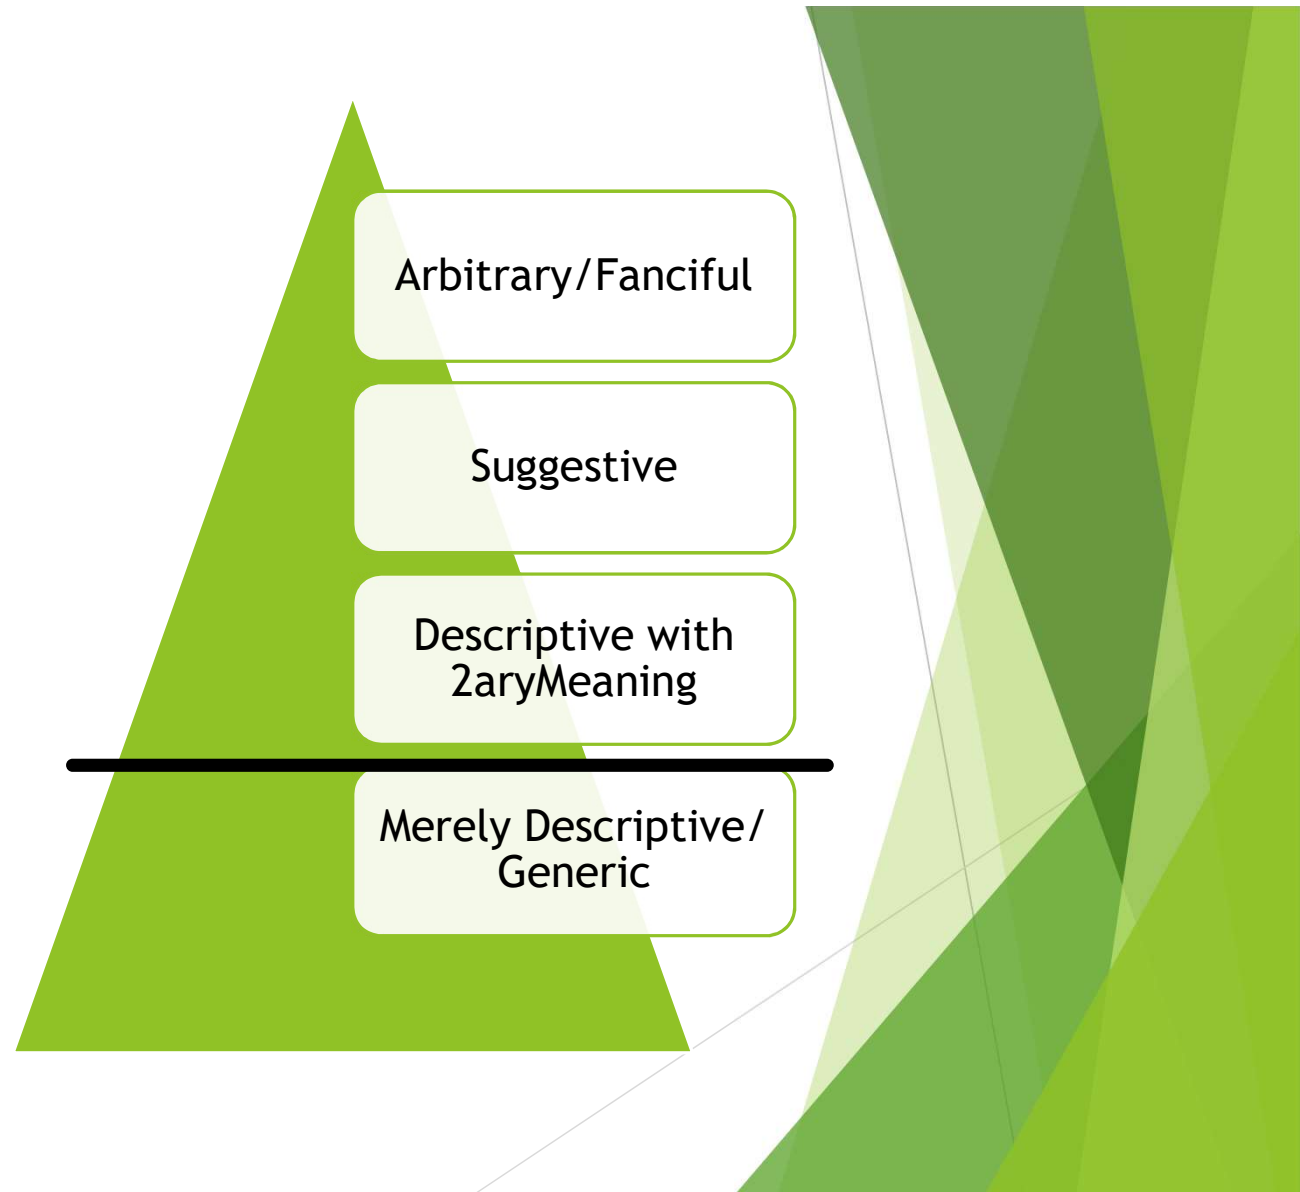 Arbitrary/Fanciful
Suggestive
Descriptive with
2aryMeaning
Merely Descriptive/
Generic